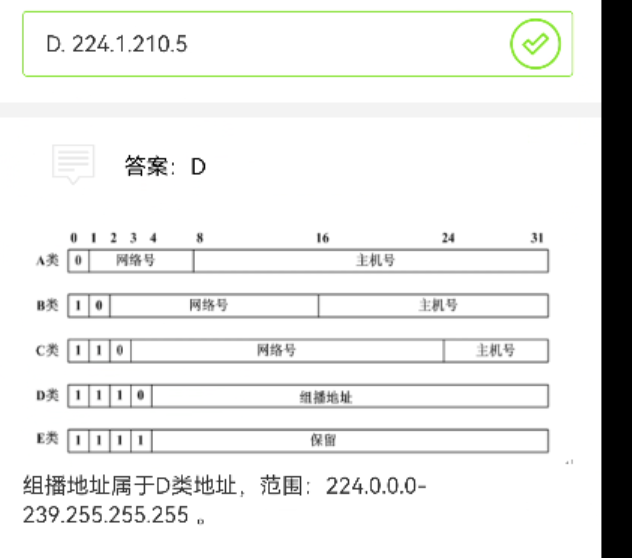 D. 224.1.210.5
答案：D
0 1 2 3 4 8 16 24 31
A类 0 网络号 主机号
B类 1 0 网络号 主机号
C类 1 1 0 网络号 主机号
D类 1 1 1 0 组播地址
E类 1 1 1 1 保留
组播地址属于D类地址，范围：224.0.0.0-
239.255.255.255 。